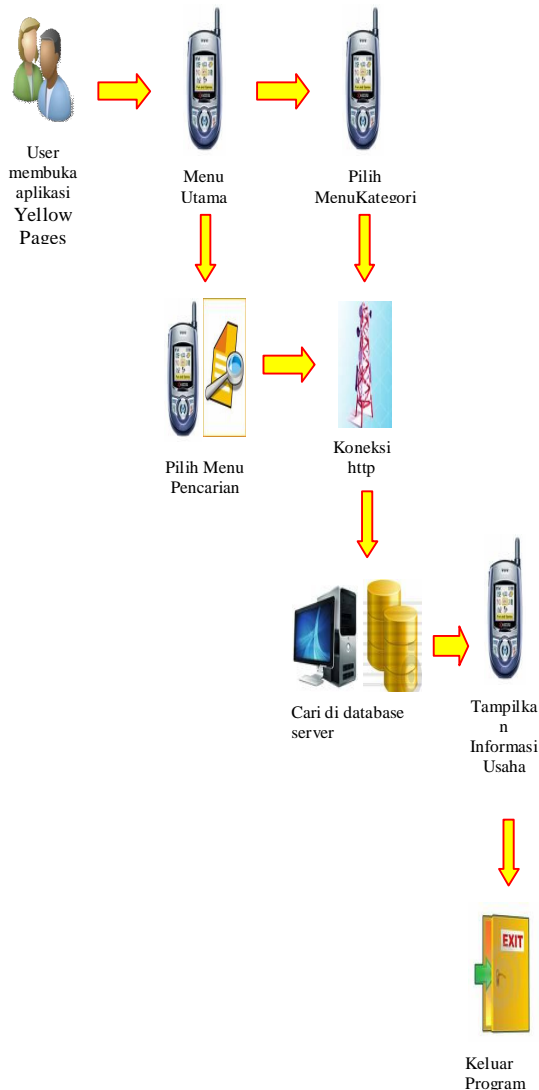 User
membuka
aplikasi
Yellow
Pages
Menu
Utama
Pilih
MenuKategori
Pilih Menu
Pencarian
Koneksi
http
Cari di database
server
Tampilka
n
Informasi
Usaha
EXIT
Keluar
Program